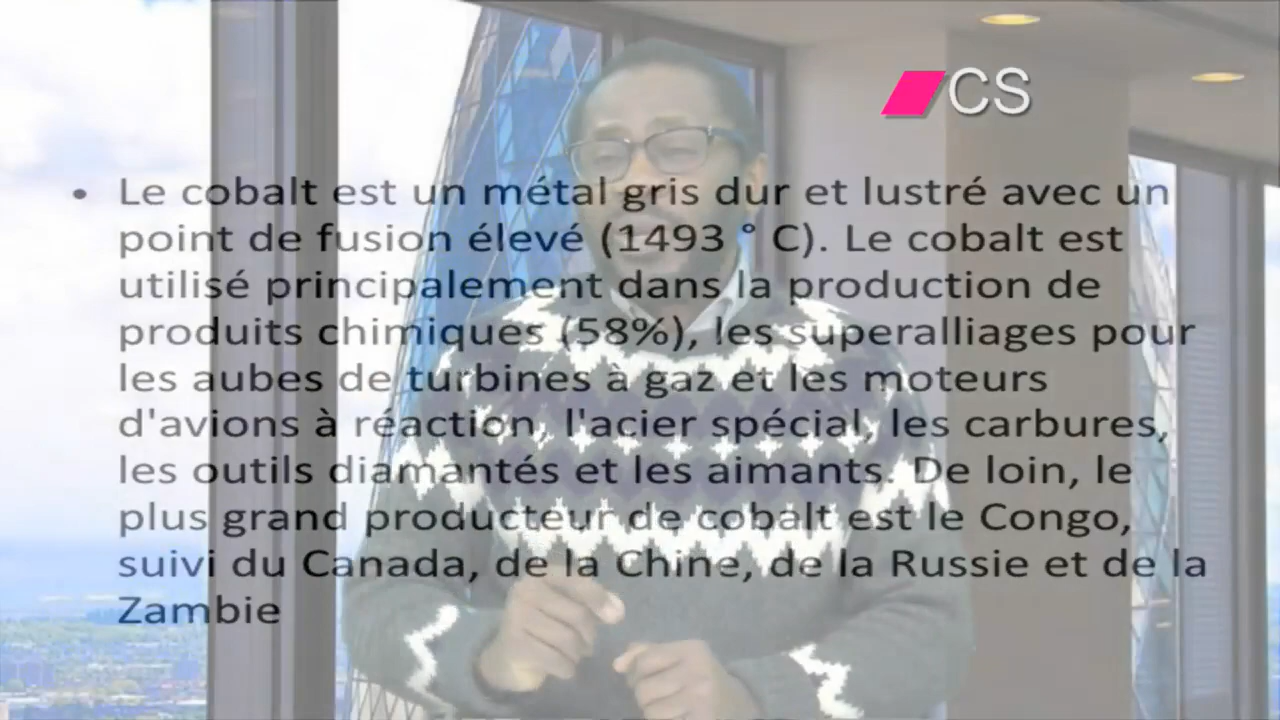 CS
• Le cobalt est un métal gris dur et lustré avec un
point de fusion élevé (1493 ° C). Le cobalt est
utilisé principalement dans la production de
produits chimiques (58%), les superalliages pour
les aubes de turbines à gaz et les moteurs
d'avions à réaction, l'acier spécial, les carbures,
les outils diamantés et les aimants. De loin, le
plus grand producteur de cobalt est le Congo,
suivi du Canada, de la Chine, de la Russie et de la
Zambie